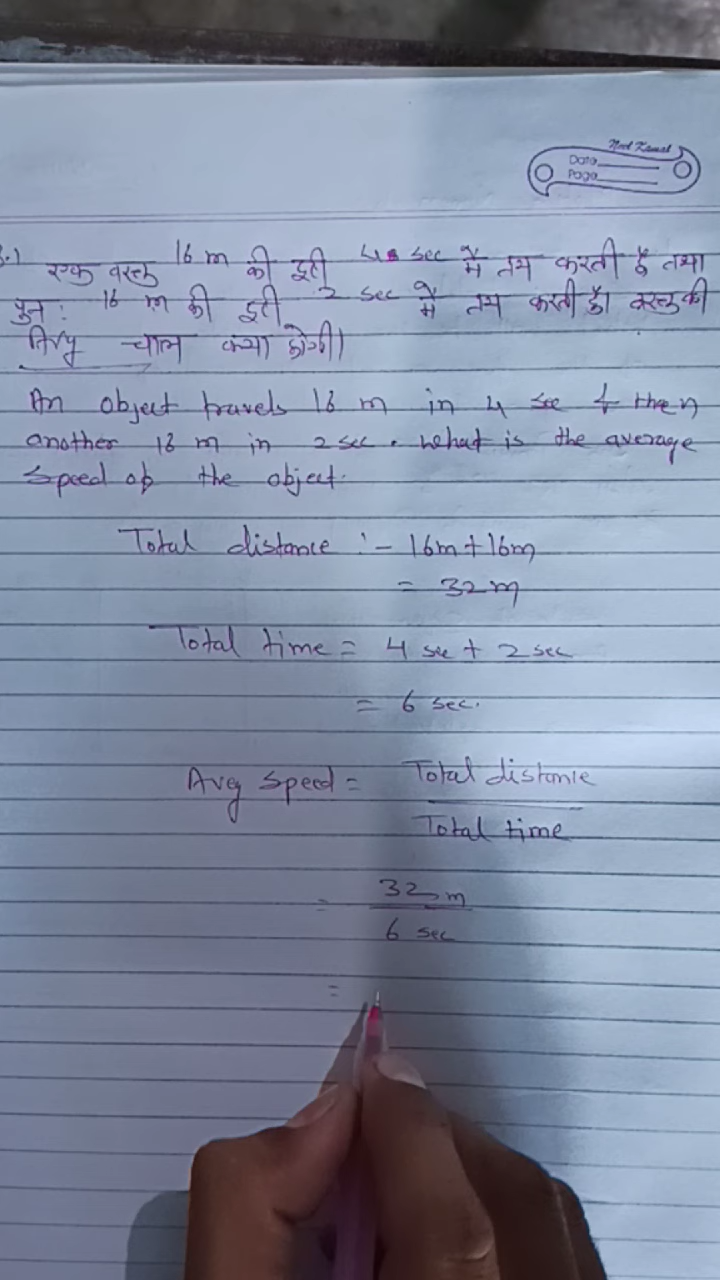 Neel Kamal
Date
Page
एक वस्तु 16 m की दूरी 4 sec में तय करती है तथा
पुनः 16 m की दूरी 2 sec में तय करती है। वस्तु की
Avg चाल क्या होगी।
An object travels 16 m in 4 sec & then
another 16 m in 2 sec. what is the average
Speed of the object.
Total distance :- 16m + 16m
= 32 m
Total time = 4 sec + 2 sec
= 6 sec.
Aveg Speed = Total distance
Total time
= 32 m
6 sec
=